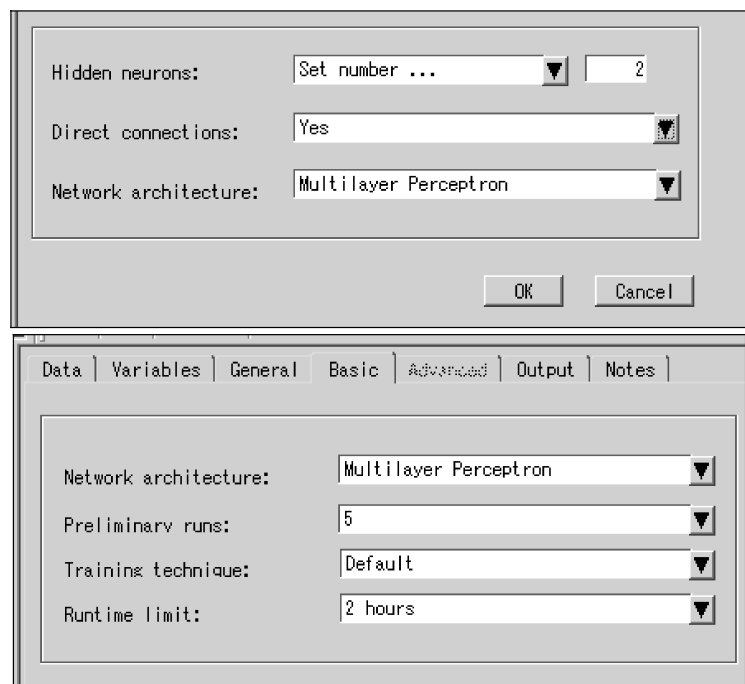 Hidden neurons: Set number ... 2
Direct connections: Yes
Network architecture: Multilayer Perceptron
OK Cancel
Data Variables General Basic Advanced Output Notes
Network architecture: Multilayer Perceptron
Preliminary runs: 5
Training technique: Default
Runtime limit: 2 hours